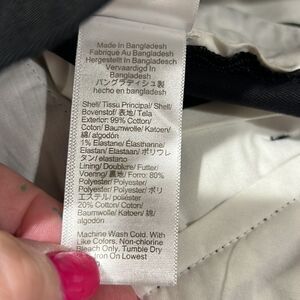 Made In Bangladesh
Fabriqué Au Bangladesh
Hergestellt In Bangladesch
Vervaardigd In
Bangladesh
バングラディシュ製
hecho en Bangladesh
Shell/ Tissu Principal/ Shell/
Bovenstof/ 表地/ Tela
Exterior: 99% Cotton/
Coton/ Baumwolle/ Katoen/
綿/ algodón
1% Elastane/ Élasthanne/
Elastan/ Elastaan/ ポリウレ
タン/ elastano
Lining/ Doublure/ Futter/
Voering/ 裏地/ Forro: 80%
Polyester/ Polyester/
Polyester/ Polyester/ ポリ
エステル/ poliéster
20% Cotton/ Coton/
Baumwolle/ Katoen/ 綿/
algodón
Machine Wash Cold. With
Like Colors. Non-chlorine
Bleach Only. Tumble Dry
Iron On Lowest